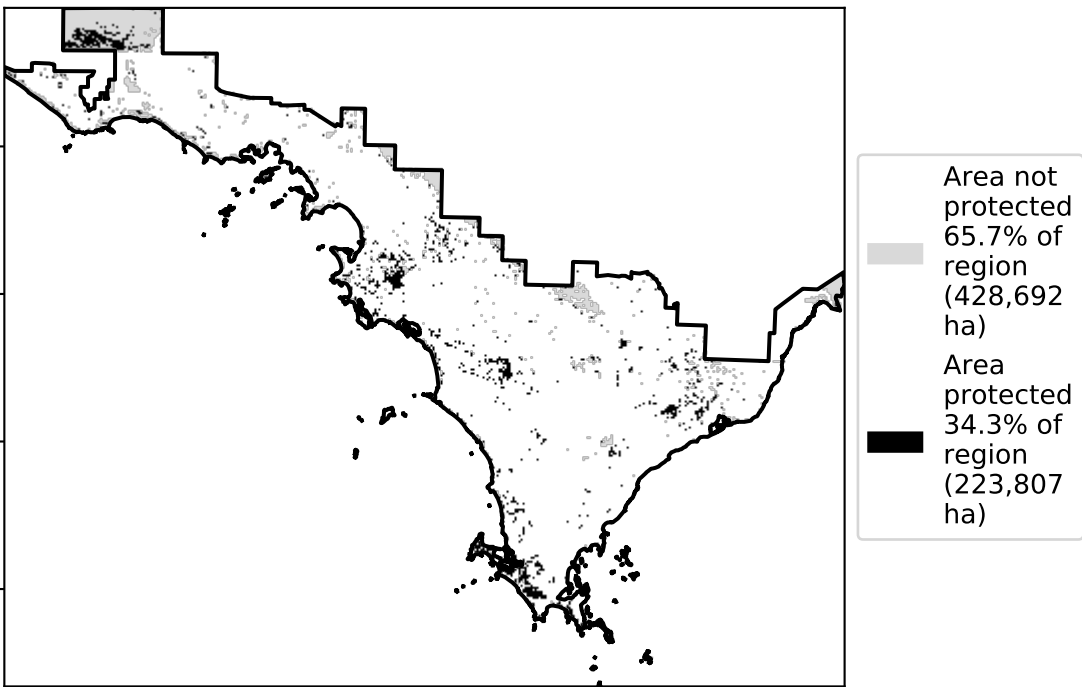 Area not
protected
65.7% of
region
(428,692
ha)
Area
protected
34.3% of
region
(223,807
ha)